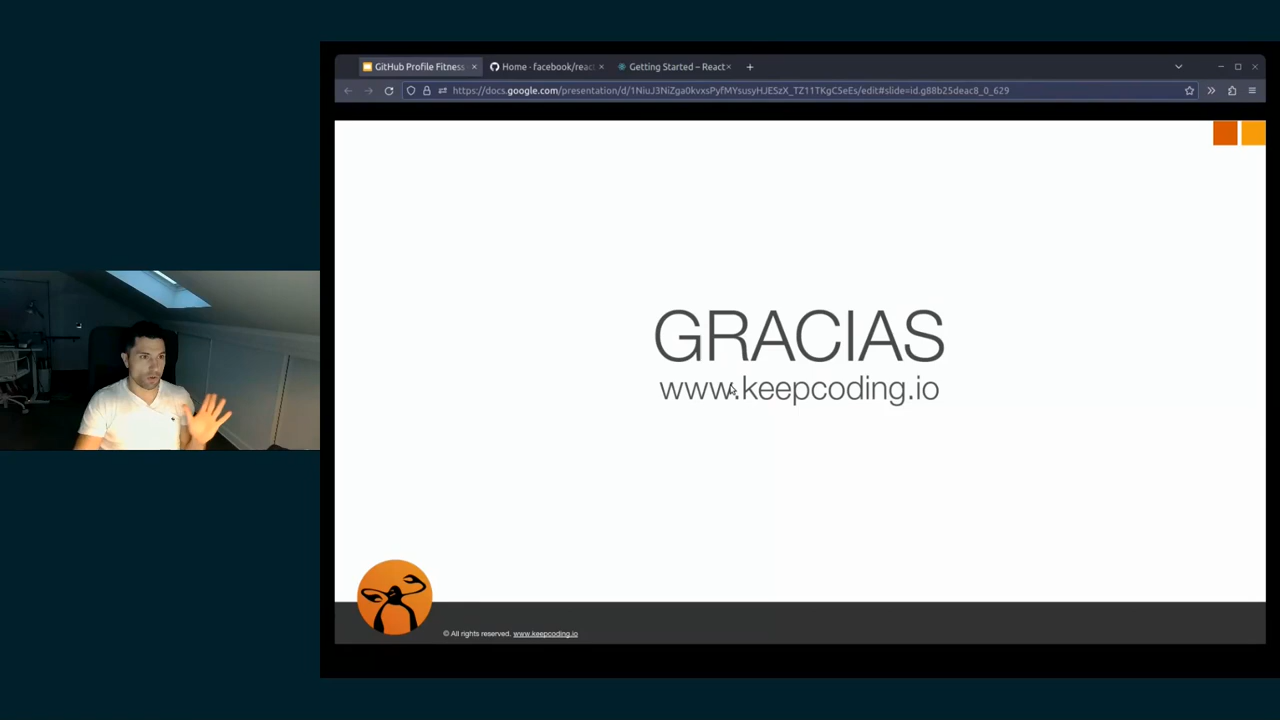 GitHub Profile Fitness
Home · facebook/reac
Getting Started – React
https://docs.google.com/presentation/d/1NiuJ3NiZga0kvxsPyfMYsusyHJESzX_TZ11TKgC5eEs/edit#slide=id.g88b25deac8_0_629
GRACIAS
www.keepcoding.io
© All rights reserved. www.keepcoding.io